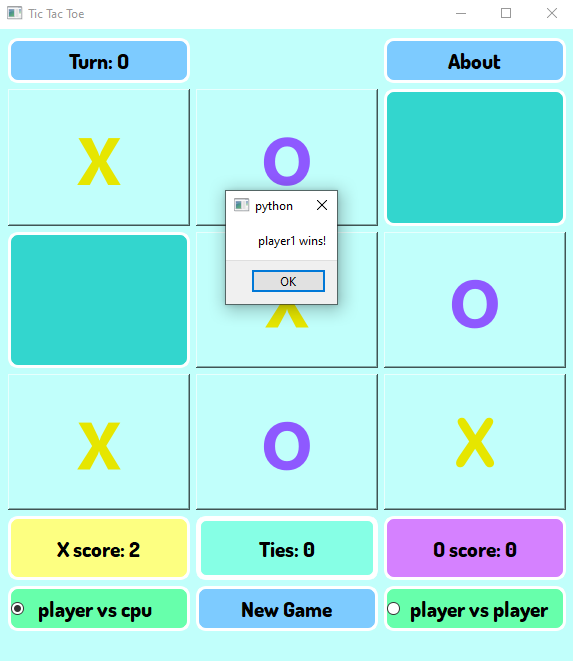 Tic Tac Toe
Turn: O
About
X
O
python
player1 wins!
OK
X
O
X
O
X
X score: 2
Ties: 0
O score: 0
player vs cpu
New Game
player vs player